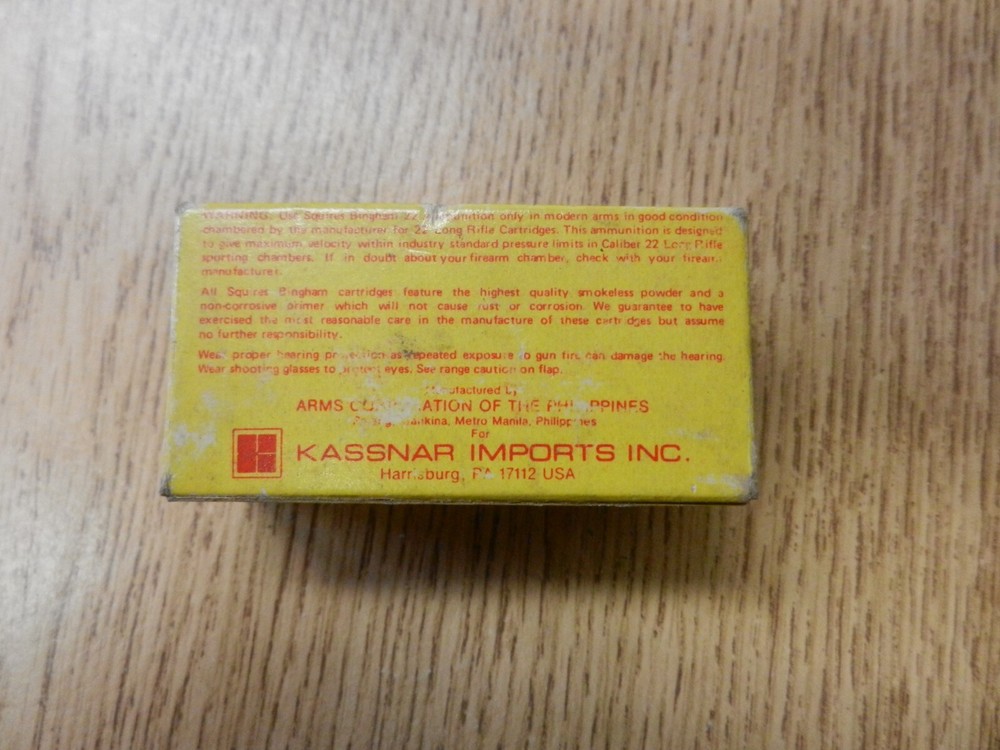 WARNING: Use Squires Bingham 22 ammunition only in modern arms in good condition
chambered by the manufacturer for 22 Long Rifle Cartridges. This ammunition is designed
to give maximum velocity within industry standard pressure limits in Caliber 22 Long Rifle
sporting chambers. If in doubt about your firearm chamber, check with your firearm
manufacturer.
All Squires Bingham cartridges feature the highest quality smokeless powder and a
non-corrosive primer which will not cause rust or corrosion. We guarantee to have
exercised the most reasonable care in the manufacture of these cartridges but assume
no further responsibility.
Wear proper hearing protection as repeated exposure to gun fire can damage the hearing.
Wear shooting glasses to protect eyes. See range caution on flap.
Manufactured by
ARMS CORPORATION OF THE PHILIPPINES
Marikina, Metro Manila, Philippines
For
KASSNAR IMPORTS INC.
Harrisburg, PA 17112 USA